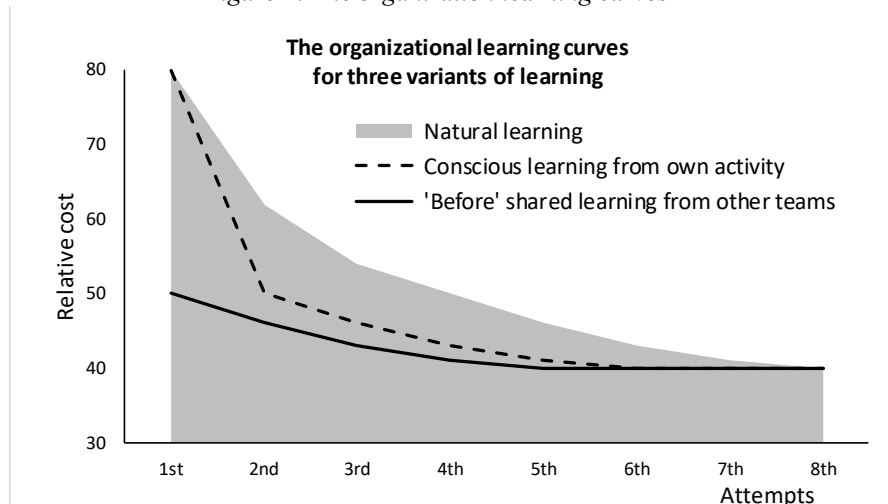 The organizational learning curves
for three variants of learning
80
70
60
50
40
30
Relative cost
Natural learning
Conscious learning from own activity
'Before' shared learning from other teams
1st 2nd 3rd 4th 5th 6th 7th 8th
Attempts